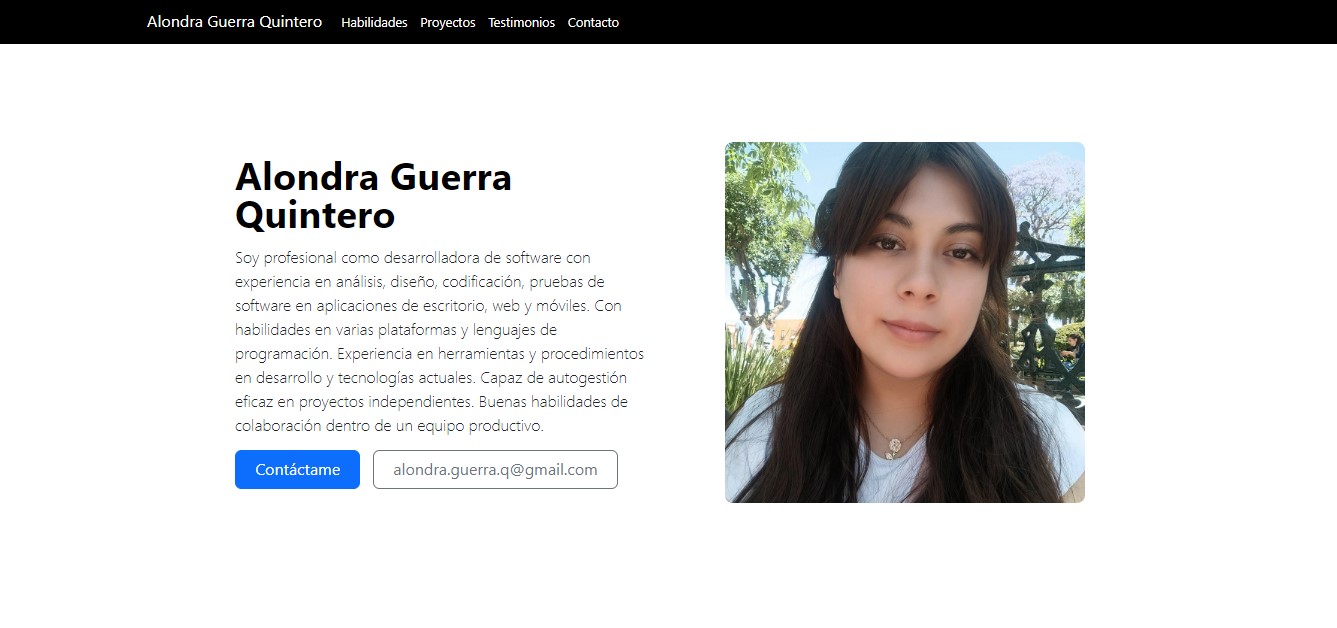 Alondra Guerra Quintero Habilidades Proyectos Testimonios Contacto
Alondra Guerra
Quintero
Soy profesional como desarrolladora de software con
experiencia en análisis, diseño, codificación, pruebas de
software en aplicaciones de escritorio, web y móviles. Con
habilidades en varias plataformas y lenguajes de
programación. Experiencia en herramientas y procedimientos
en desarrollo y tecnologías actuales. Capaz de autogestión
eficaz en proyectos independientes. Buenas habilidades de
colaboración dentro de un equipo productivo.
Contáctame alondra.guerra.q@gmail.com